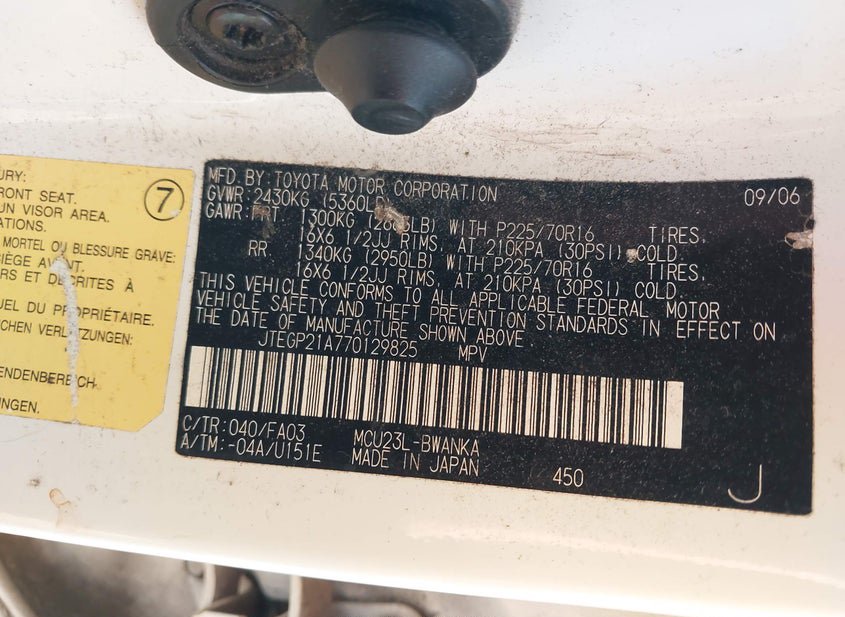 URY:
RONT SEAT.
UN VISOR AREA.
ATIONS.
MORTEL OU BLESSURE GRAVE:
IÈGE AVANT.
ERS ET DÉCRITES À
UEL DU PROPRIÉTAIRE.
CHEN VERLETZUNGEN:
ENDENBEREICH
UNGEN.
7
MFD. BY: TOYOTA MOTOR CORPORATION 09/06
GVWR: 2430KG (5360LB)
GAWR: FRT 1300KG LB) WITH P225/70R16 TIRES,
16X6 1/2JJ RIMS, AT 210KPA (30PSI) COLD
RR 1340KG (2950LB) WITH P225/70R16 TIRES,
16X6 1/2JJ RIMS, AT 210KPA (30PSI) COLD.
THIS VEHICLE CONFORMS TO ALL APPLICABLE FEDERAL MOTOR
VEHICLE SAFETY AND THEFT PREVENTION STANDARDS IN EFFECT ON
THE DATE OF MANUFACTURE SHOWN ABOVE
JTEGP21A770129825 MPV
C/TR: 040/FA03 MCU23L-BWANKA
A/TM: -04A/U151E MADE IN JAPAN 450 J